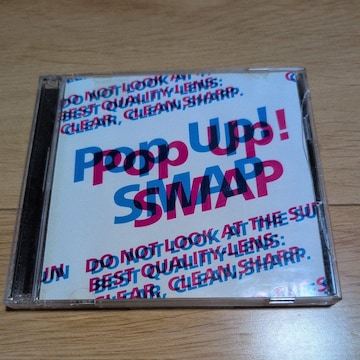 DO NOT LOOK AT THE
BEST QUALITY LENS:
CLEAR, CLEAN, SHARP.
Pop Up!
SMAP
DO NOT LOOK AT THE SUN
UN
BEST QUALITY LENS:
CLEAR, CLEAN, SHARP.